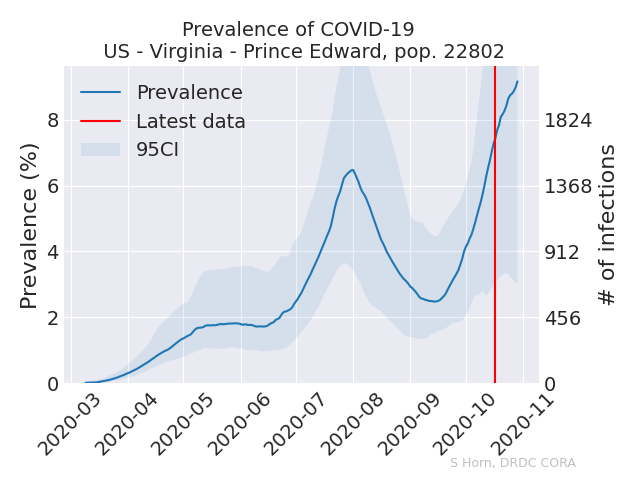 Prevalence of COVID-19
US - Virginia - Prince Edward, pop. 22802
Prevalence
Latest data
95CI
Prevalence (%)
8
6
4
2
0
1824
1368
912
456
0
# of infections
2020-03
2020-04
2020-05
2020-06
2020-07
2020-08
2020-09
2020-10
2020-11
S Horn, DRDC CORA